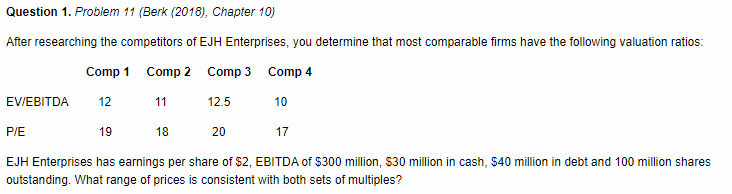 Question 1. Problem 11 (Berk (2018), Chapter 10)
After researching the competitors of EJH Enterprises, you determine that most comparable firms have the following valuation ratios:
Comp 1 Comp 2 Comp 3 Comp 4
EV/EBITDA 12 11 12.5 10
P/E 19 18 20 17
EJH Enterprises has earnings per share of $2, EBITDA of $300 million, $30 million in cash, $40 million in debt and 100 million shares
outstanding. What range of prices is consistent with both sets of multiples?